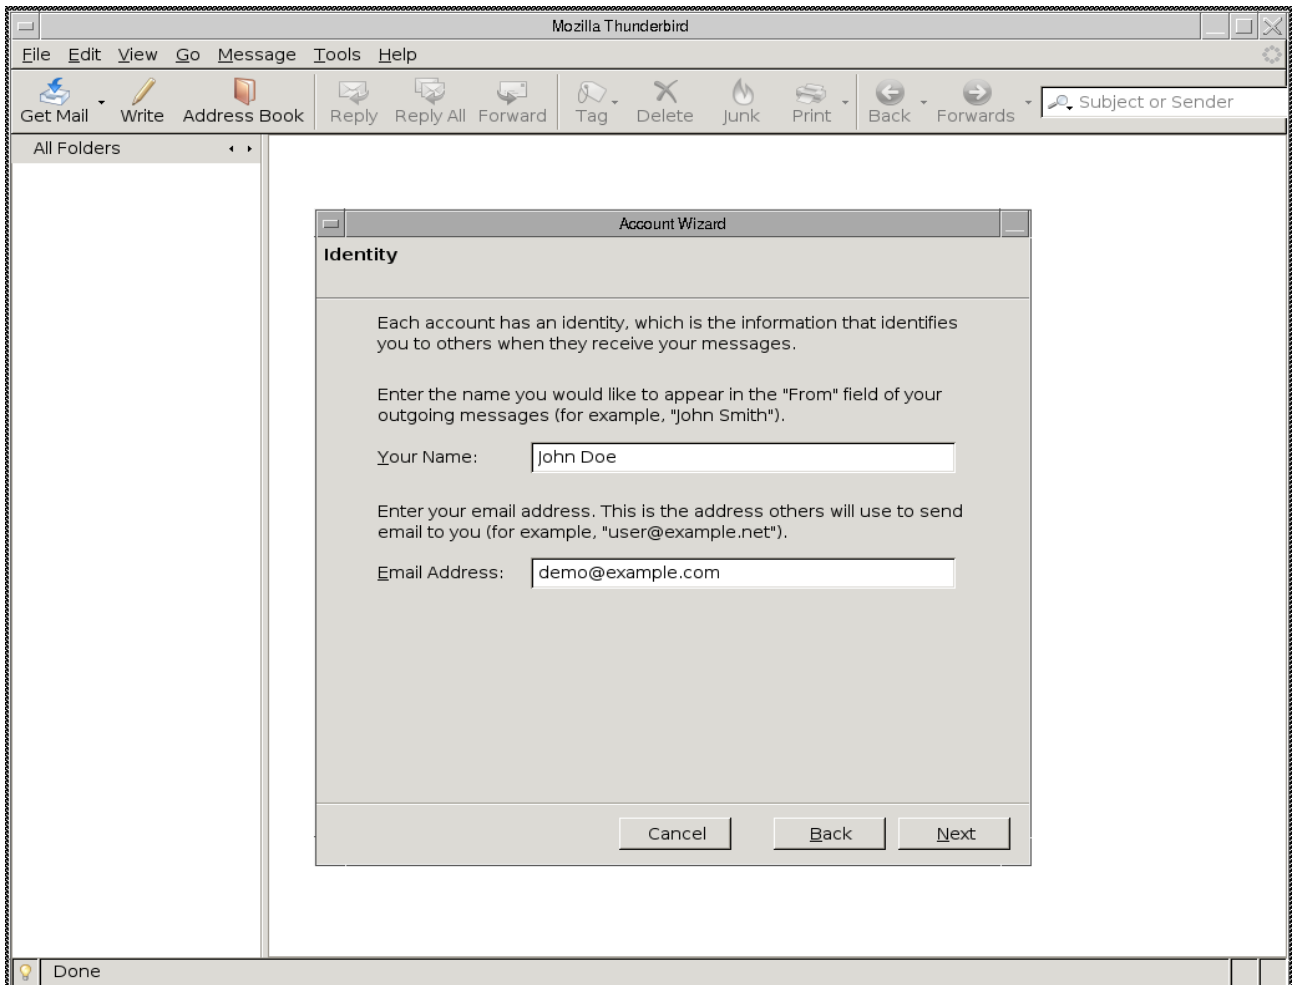 Mozilla Thunderbird
File Edit View Go Message Tools Help
Get Mail Write Address Book Reply Reply All Forward Tag Delete Junk Print Back Forwards Subject or Sender
All Folders
Account Wizard
Identity
Each account has an identity, which is the information that identifies
you to others when they receive your messages.
Enter the name you would like to appear in the "From" field of your
outgoing messages (for example, "John Smith").
Your Name: John Doe
Enter your email address. This is the address others will use to send
email to you (for example, "user@example.net").
Email Address: demo@example.com
Cancel Back Next
Done